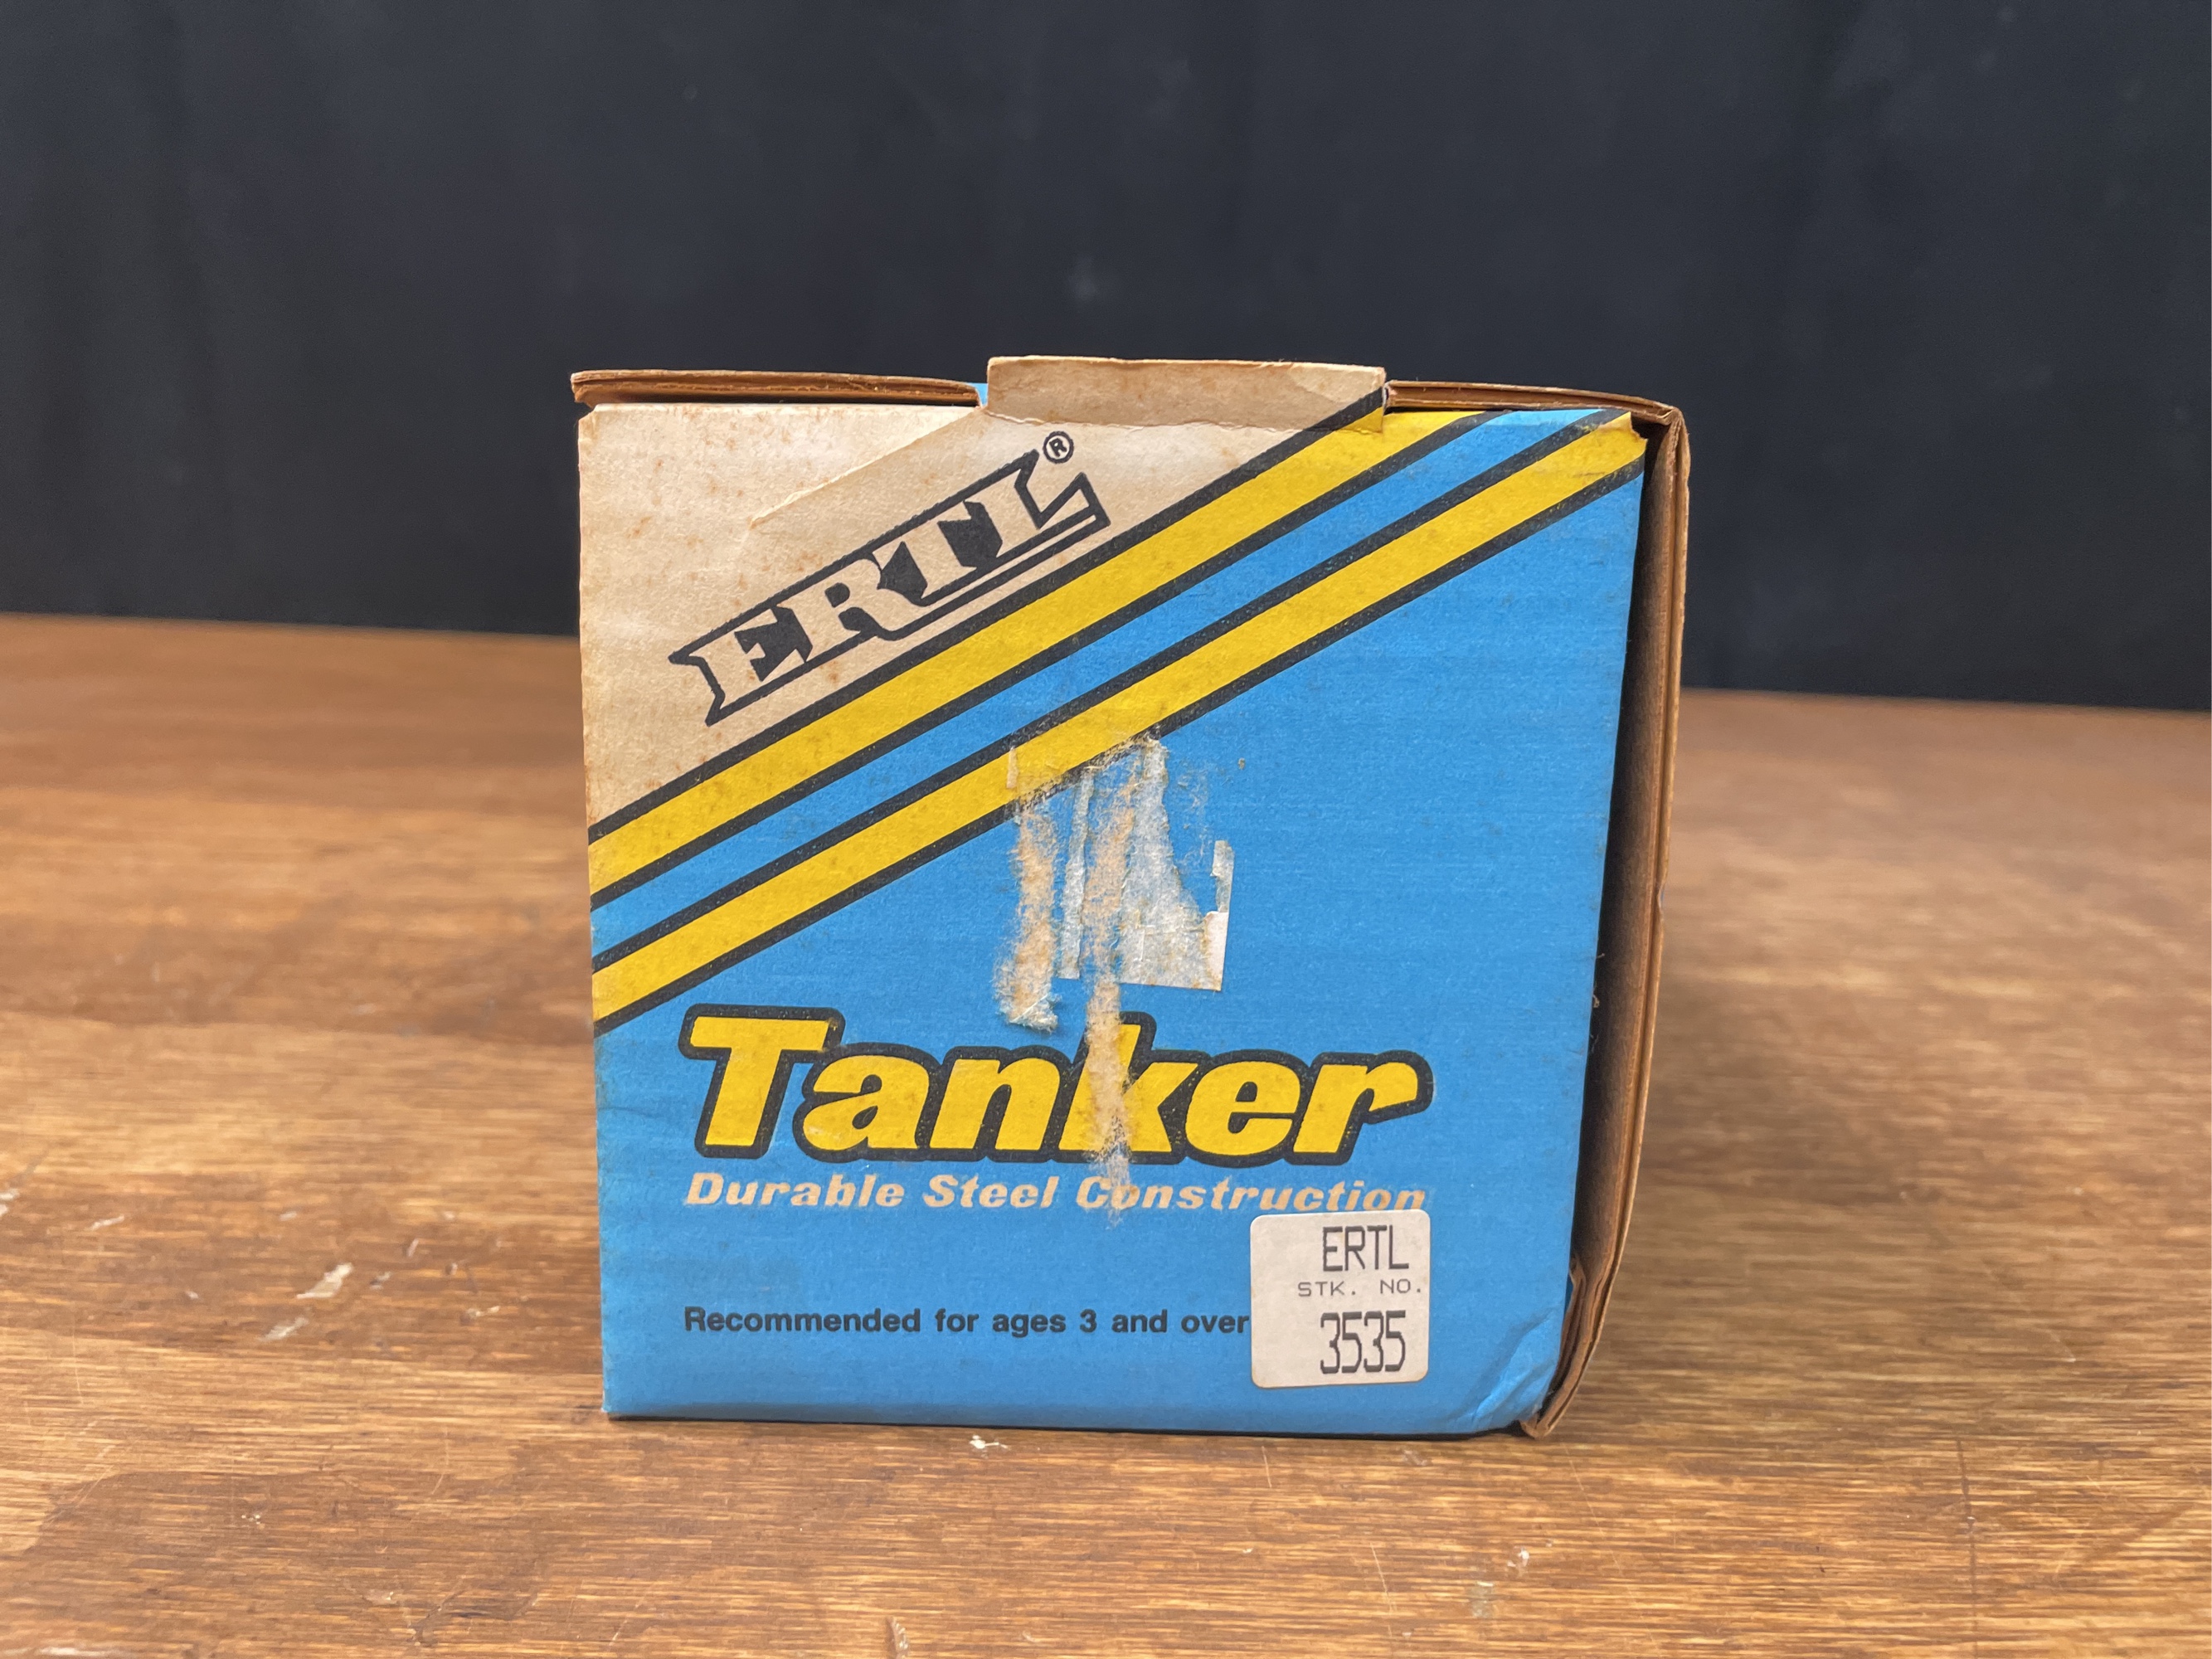 ERTL®
Tanker
Durable Steel Construction
ERTL
STK. NO.
3535
Recommended for ages 3 and over